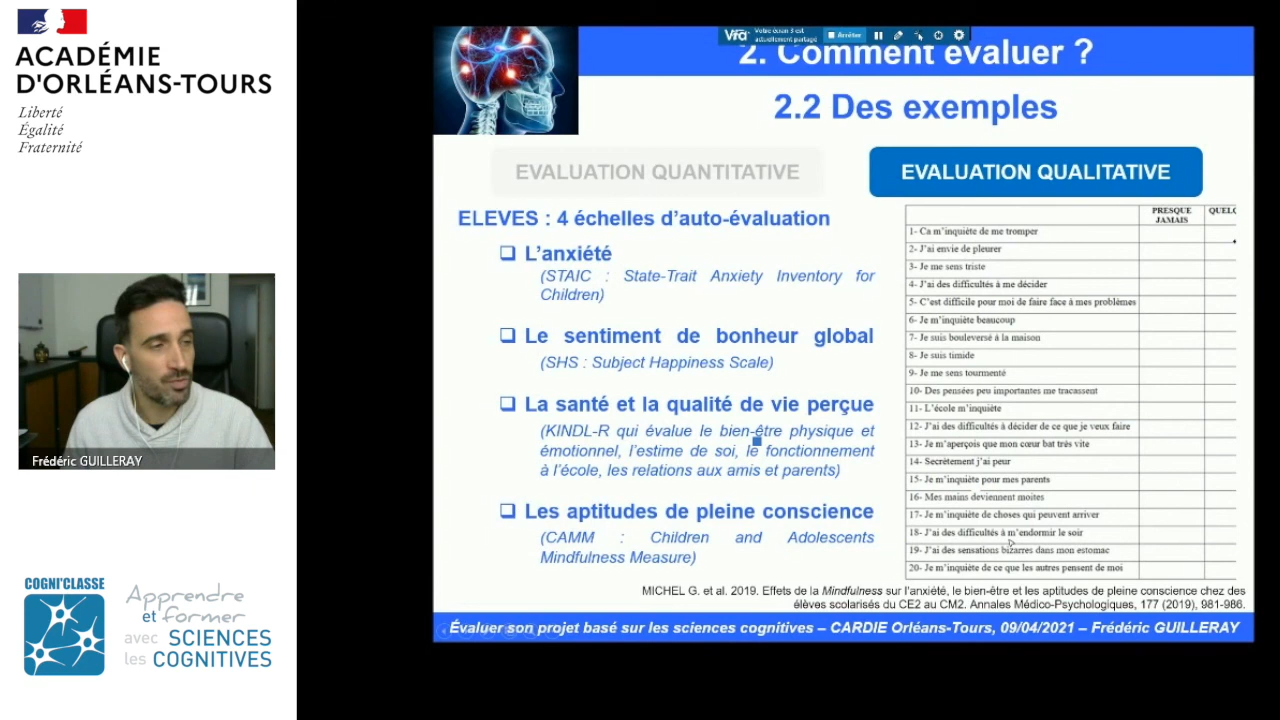 ACADÉMIE
D'ORLÉANS-TOURS
Liberté
Égalité
Fraternité
Frédéric GUILLERAY
COGNI'CLASSE
Apprendre
et former
avec SCIENCES
les COGNITIVES
Votre écran 3 est
actuellement partagé
Arrêter
2. Comment évaluer ?
2.2 Des exemples
EVALUATION QUANTITATIVE
EVALUATION QUALITATIVE
ELEVES : 4 échelles d'auto-évaluation
❑ L'anxiété
(STAIC : State-Trait Anxiety Inventory for
Children)
❑ Le sentiment de bonheur global
(SHS : Subject Happiness Scale)
❑ La santé et la qualité de vie perçue
(KINDL-R qui évalue le bien-être physique et
émotionnel, l'estime de soi, le fonctionnement
à l'école, les relations aux amis et parents)
❑ Les aptitudes de pleine conscience
(CAMM : Children and Adolescents
Mindfulness Measure)
PRESQUE
JAMAIS
1- Ca m'inquiète de me tromper
2- J'ai envie de pleurer
3- Je me sens triste
4- J'ai des difficultés à me décider
5- C'est difficile pour moi de faire face à mes problèmes
6- Je m'inquiète beaucoup
7- Je suis bouleversé à la maison
8- Je suis timide
9- Je me sens tourmenté
10- Des pensées peu importantes me tracassent
11- L'école m'inquiète
12- J'ai des difficultés à décider de ce que je veux faire
13- Je m'aperçois que mon cœur bat très vite
14- Secrètement j'ai peur
15- Je m'inquiète pour mes parents
16- Mes mains deviennent moites
17- Je m'inquiète de choses qui peuvent arriver
18- J'ai des difficultés à m'endormir le soir
19- J'ai des sensations bizarres dans mon estomac
20- Je m'inquiète de ce que les autres pensent de moi
MICHEL G. et al. 2019. Effets de la Mindfulness sur l'anxiété, le bien-être et les aptitudes de pleine conscience chez des
élèves scolarisés du CE2 au CM2. Annales Médico-Psychologiques, 177 (2019), 981-986.
Évaluer son projet basé sur les sciences cognitives – CARDIE Orléans-Tours, 09/04/2021 – Frédéric GUILLERAY